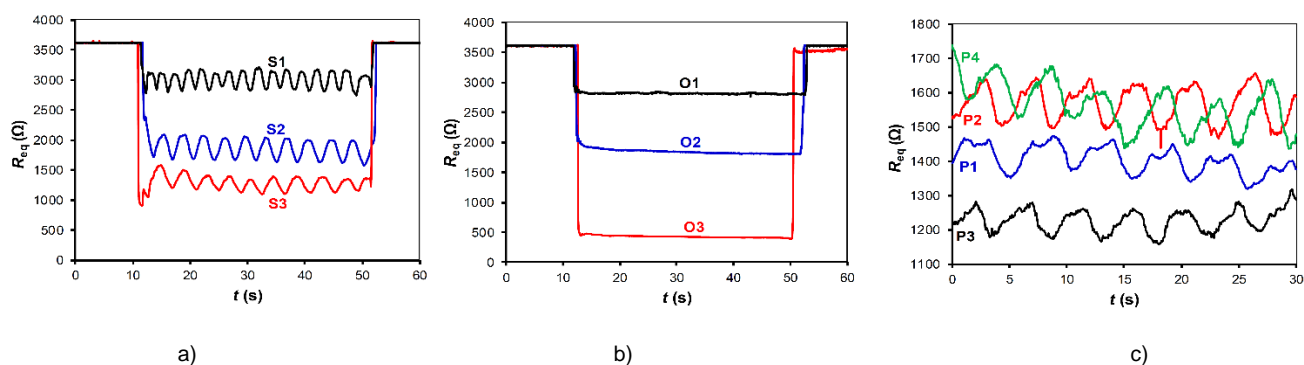 4000
3500
3000
2500
2000
1500
1000
500
0
R_eq (Ω)
S1
S2
S3
0 10 20 30 40 50 60
t (s)
a)
4000
3500
3000
2500
2000
1500
1000
500
0
R_eq (Ω)
O1
O2
O3
0 10 20 30 40 50 60
t (s)
b)
1800
1700
1600
1500
1400
1300
1200
1100
R_eq (Ω)
P4
P2
P1
P3
0 5 10 15 20 25 30
t (s)
c)